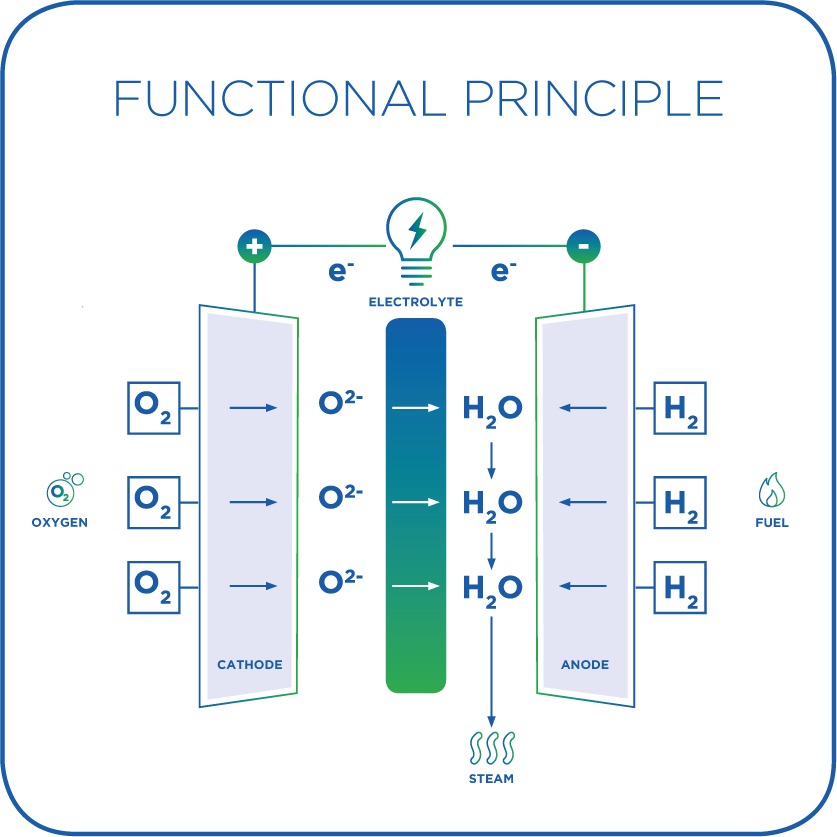 FUNCTIONAL PRINCIPLE
+ -
e- e-
ELECTROLYTE
O2 O2- H2O H2
O2 O2- H2O H2
O2
OXYGEN
FUEL
O2 O2- H2O H2
CATHODE ANODE
STEAM